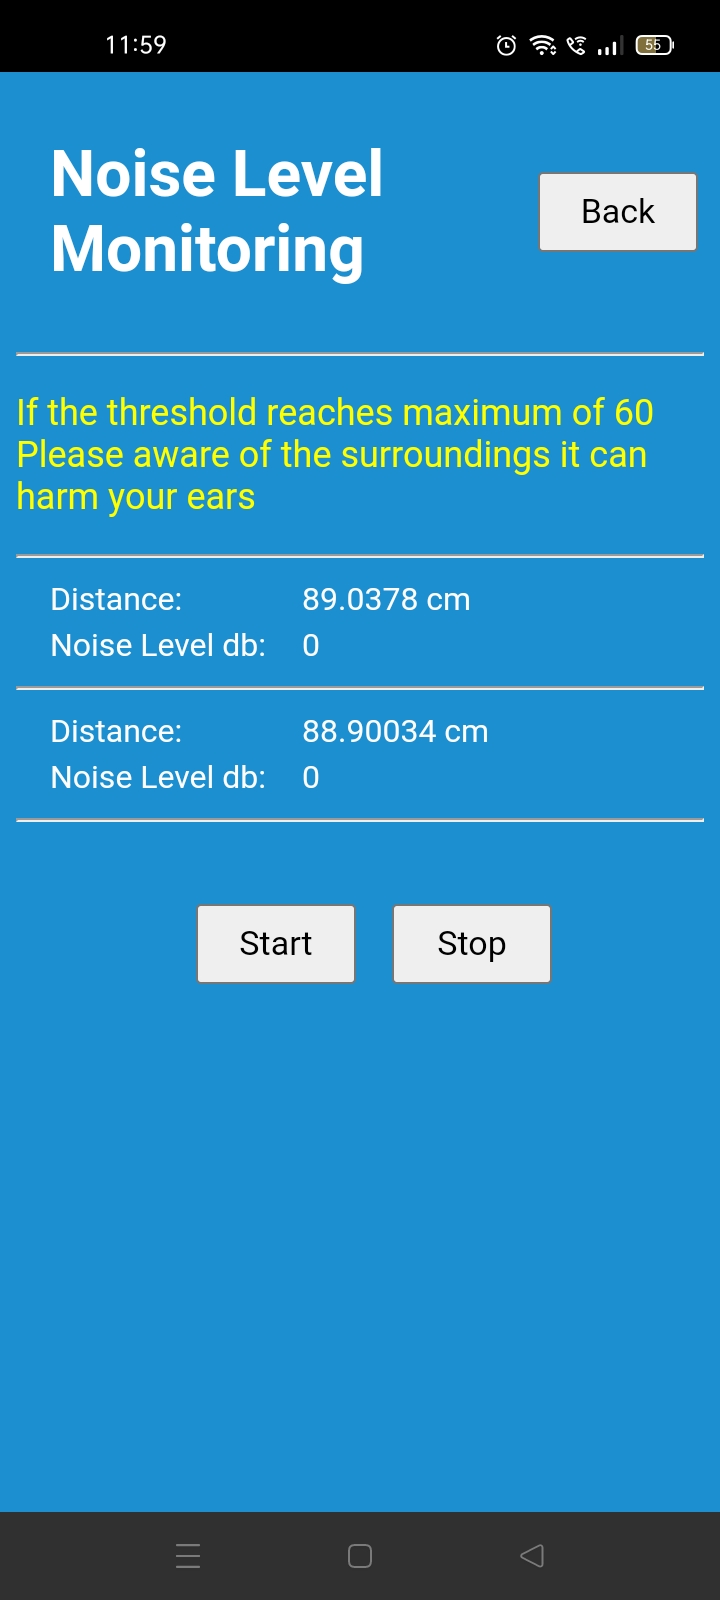 11:59
55
Noise Level
Monitoring
Back
If the threshold reaches maximum of 60
Please aware of the surroundings it can
harm your ears
Distance: 89.0378 cm
Noise Level db: 0
Distance: 88.90034 cm
Noise Level db: 0
Start Stop